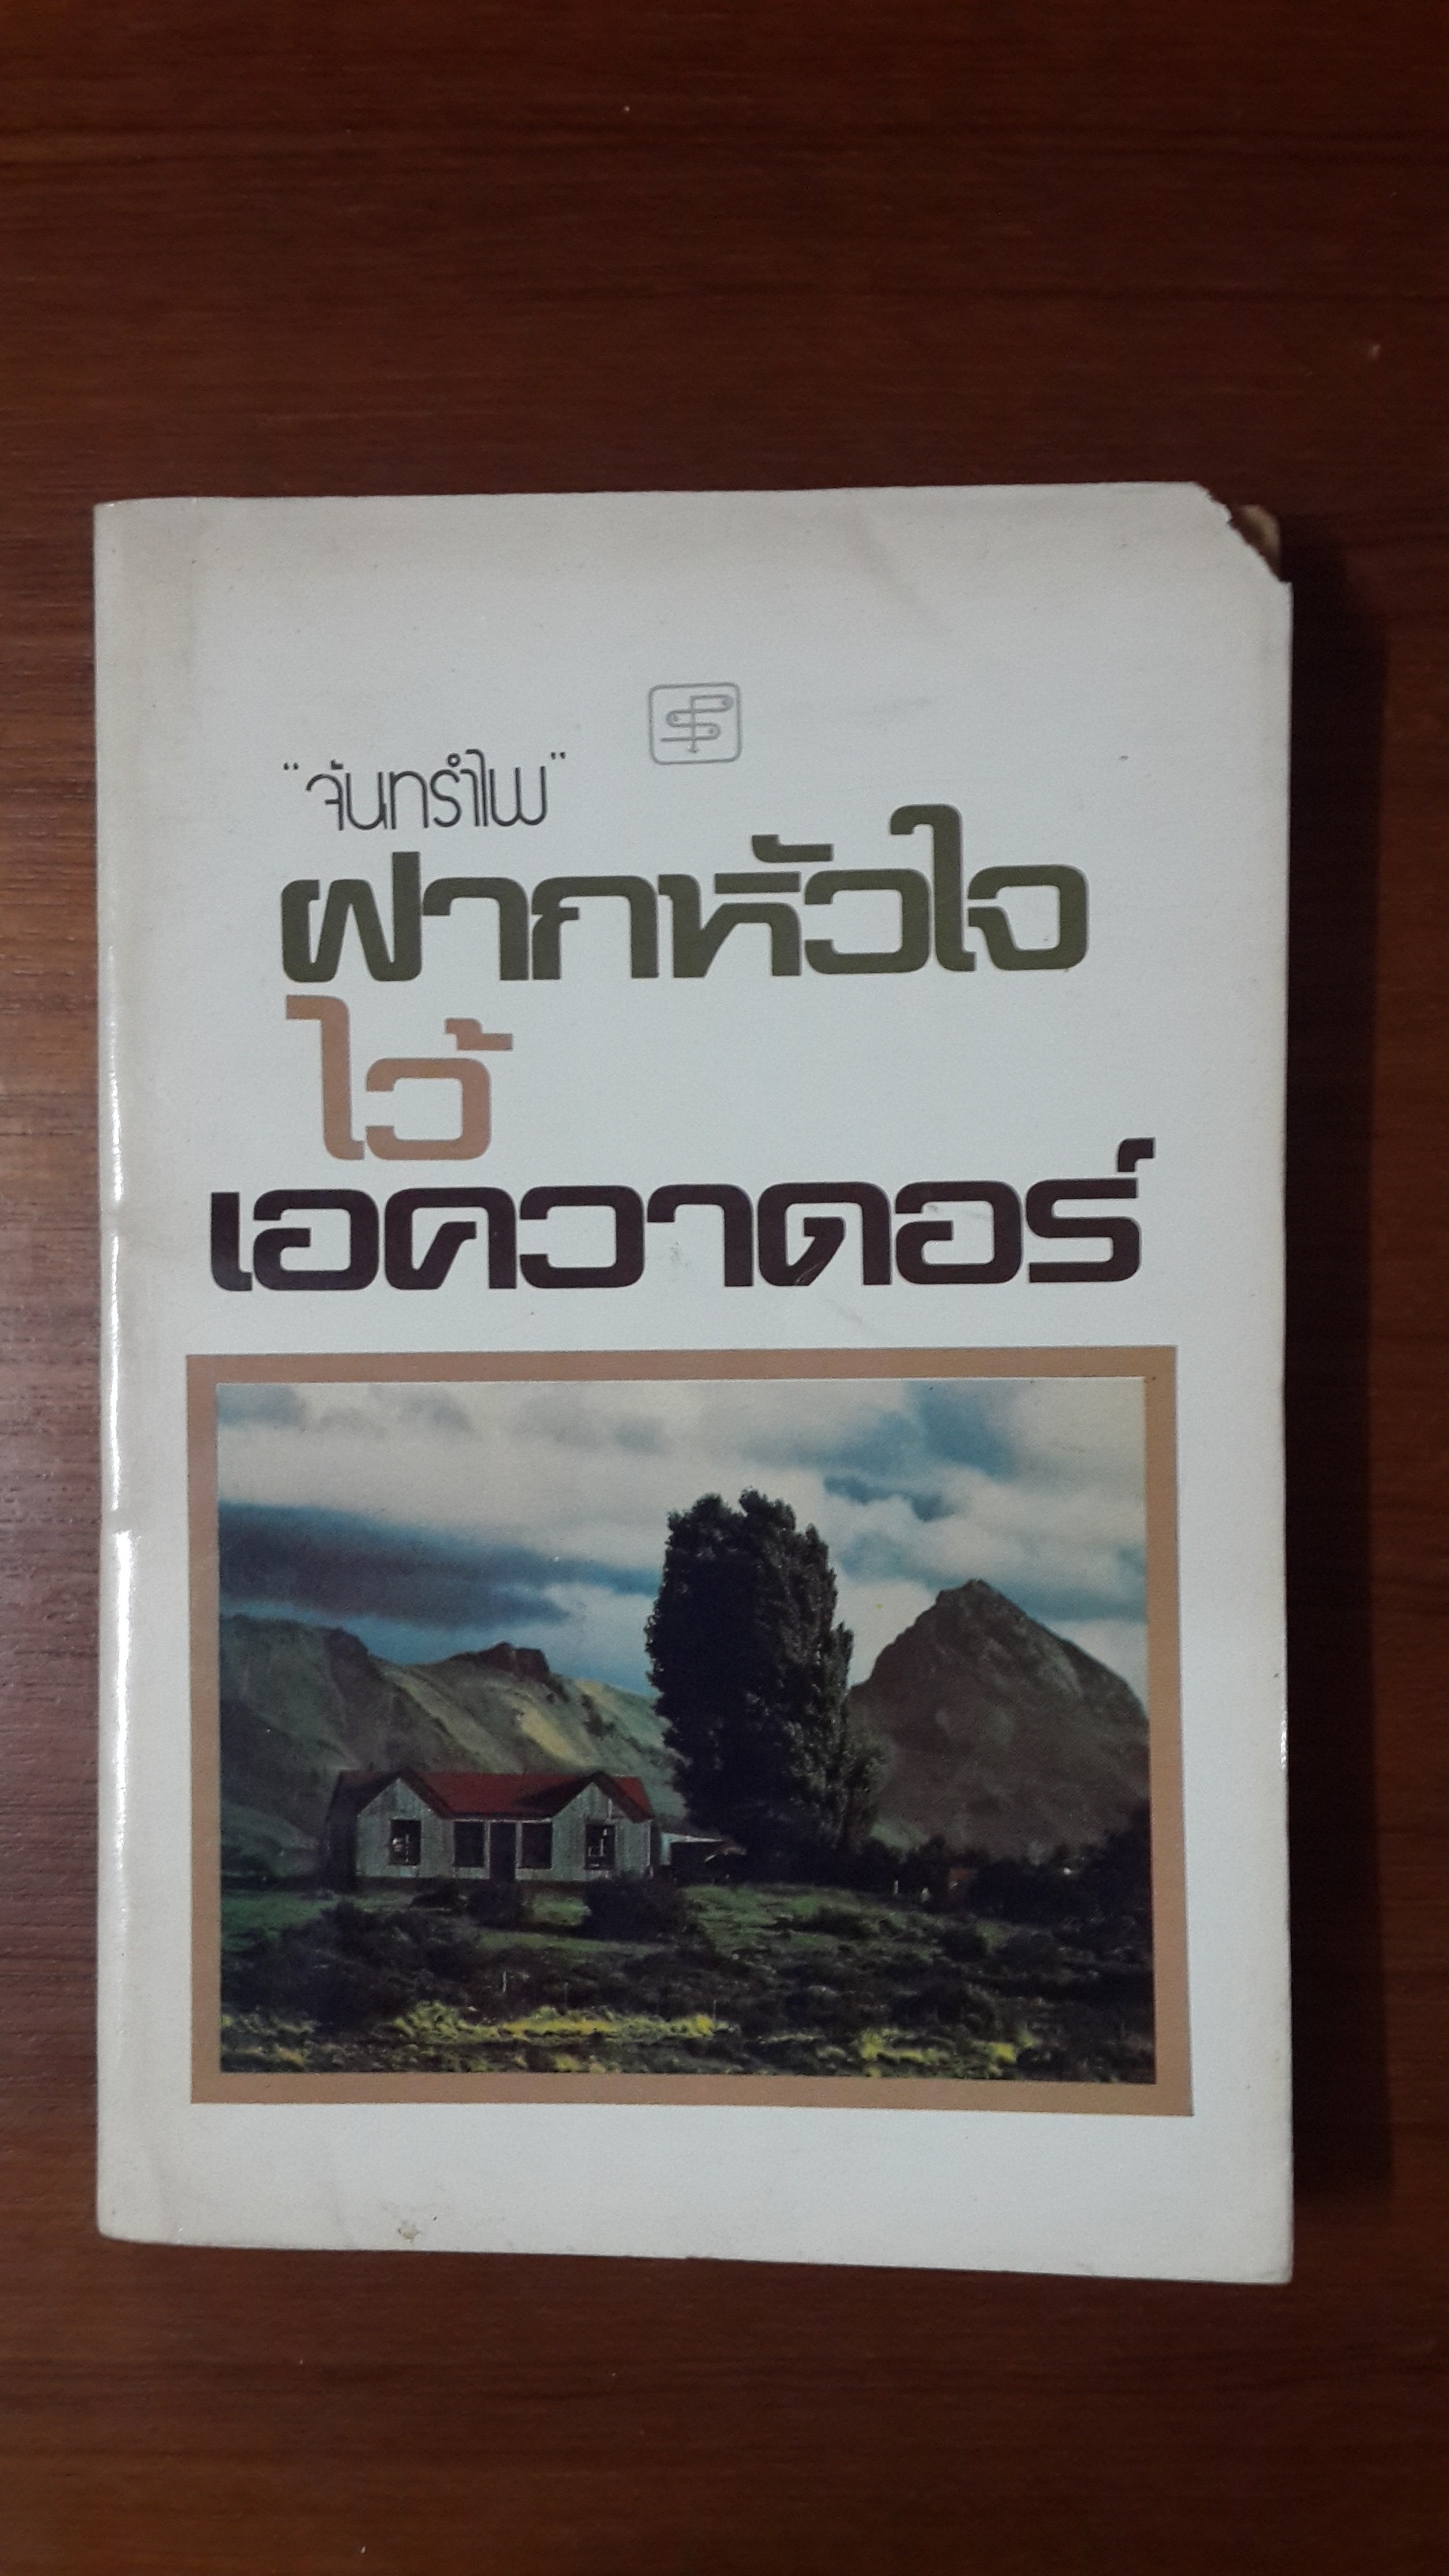 "จันทรำไพ"
ฝากหัวใจ
ไว้
เอควาดอร์